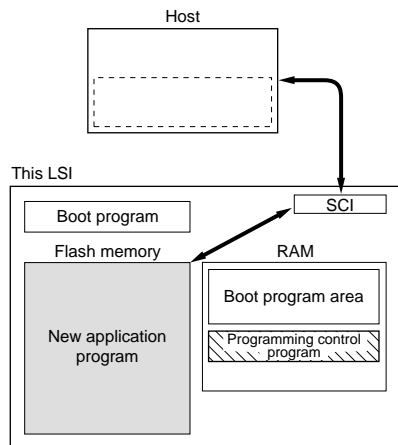 Host
This LSI
SCI
Boot program
Flash memory
RAM
New application
program
Boot program area
Programming control
program